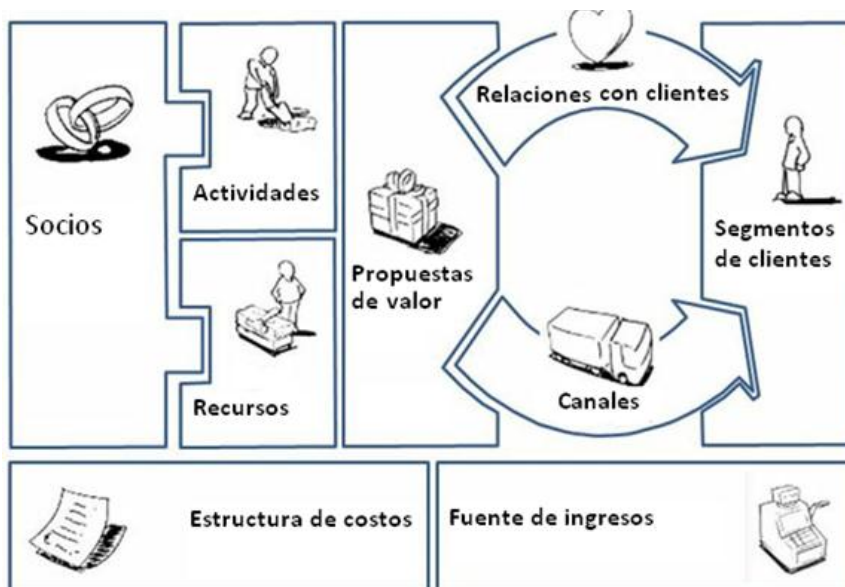 Relaciones con clientes
Actividades
Socios
Segmentos
de clientes
Propuestas
de valor
Recursos
Canales
Estructura de costos
Fuente de ingresos